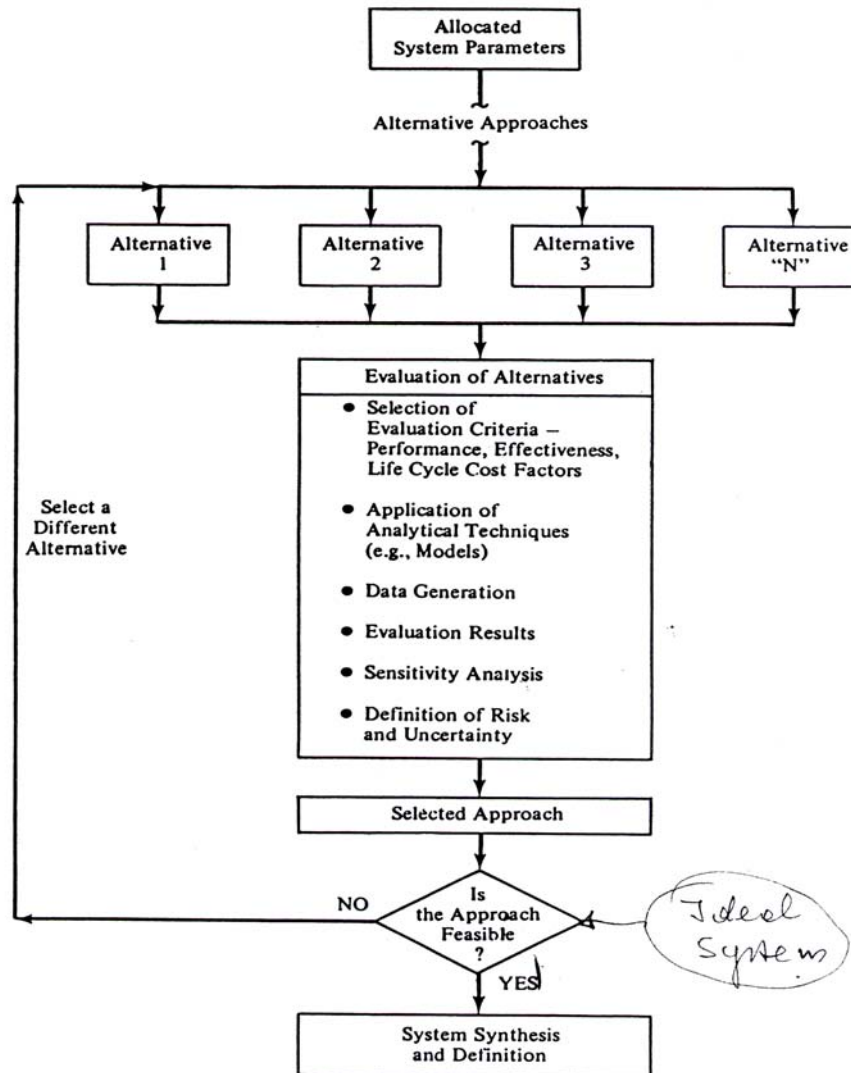 Allocated
System Parameters
Alternative Approaches
Alternative
1
Alternative
2
Alternative
3
Alternative
“N”
Evaluation of Alternatives
● Selection of
Evaluation Criteria –
Performance, Effectiveness,
Life Cycle Cost Factors
● Application of
Analytical Techniques
(e.g., Models)
● Data Generation
● Evaluation Results
● Sensitivity Analysis
● Definition of Risk
and Uncertainty
Select a
Different
Alternative
Selected Approach
NO
Is
the Approach
Feasible
?
Ideal
System
YES
System Synthesis
and Definition